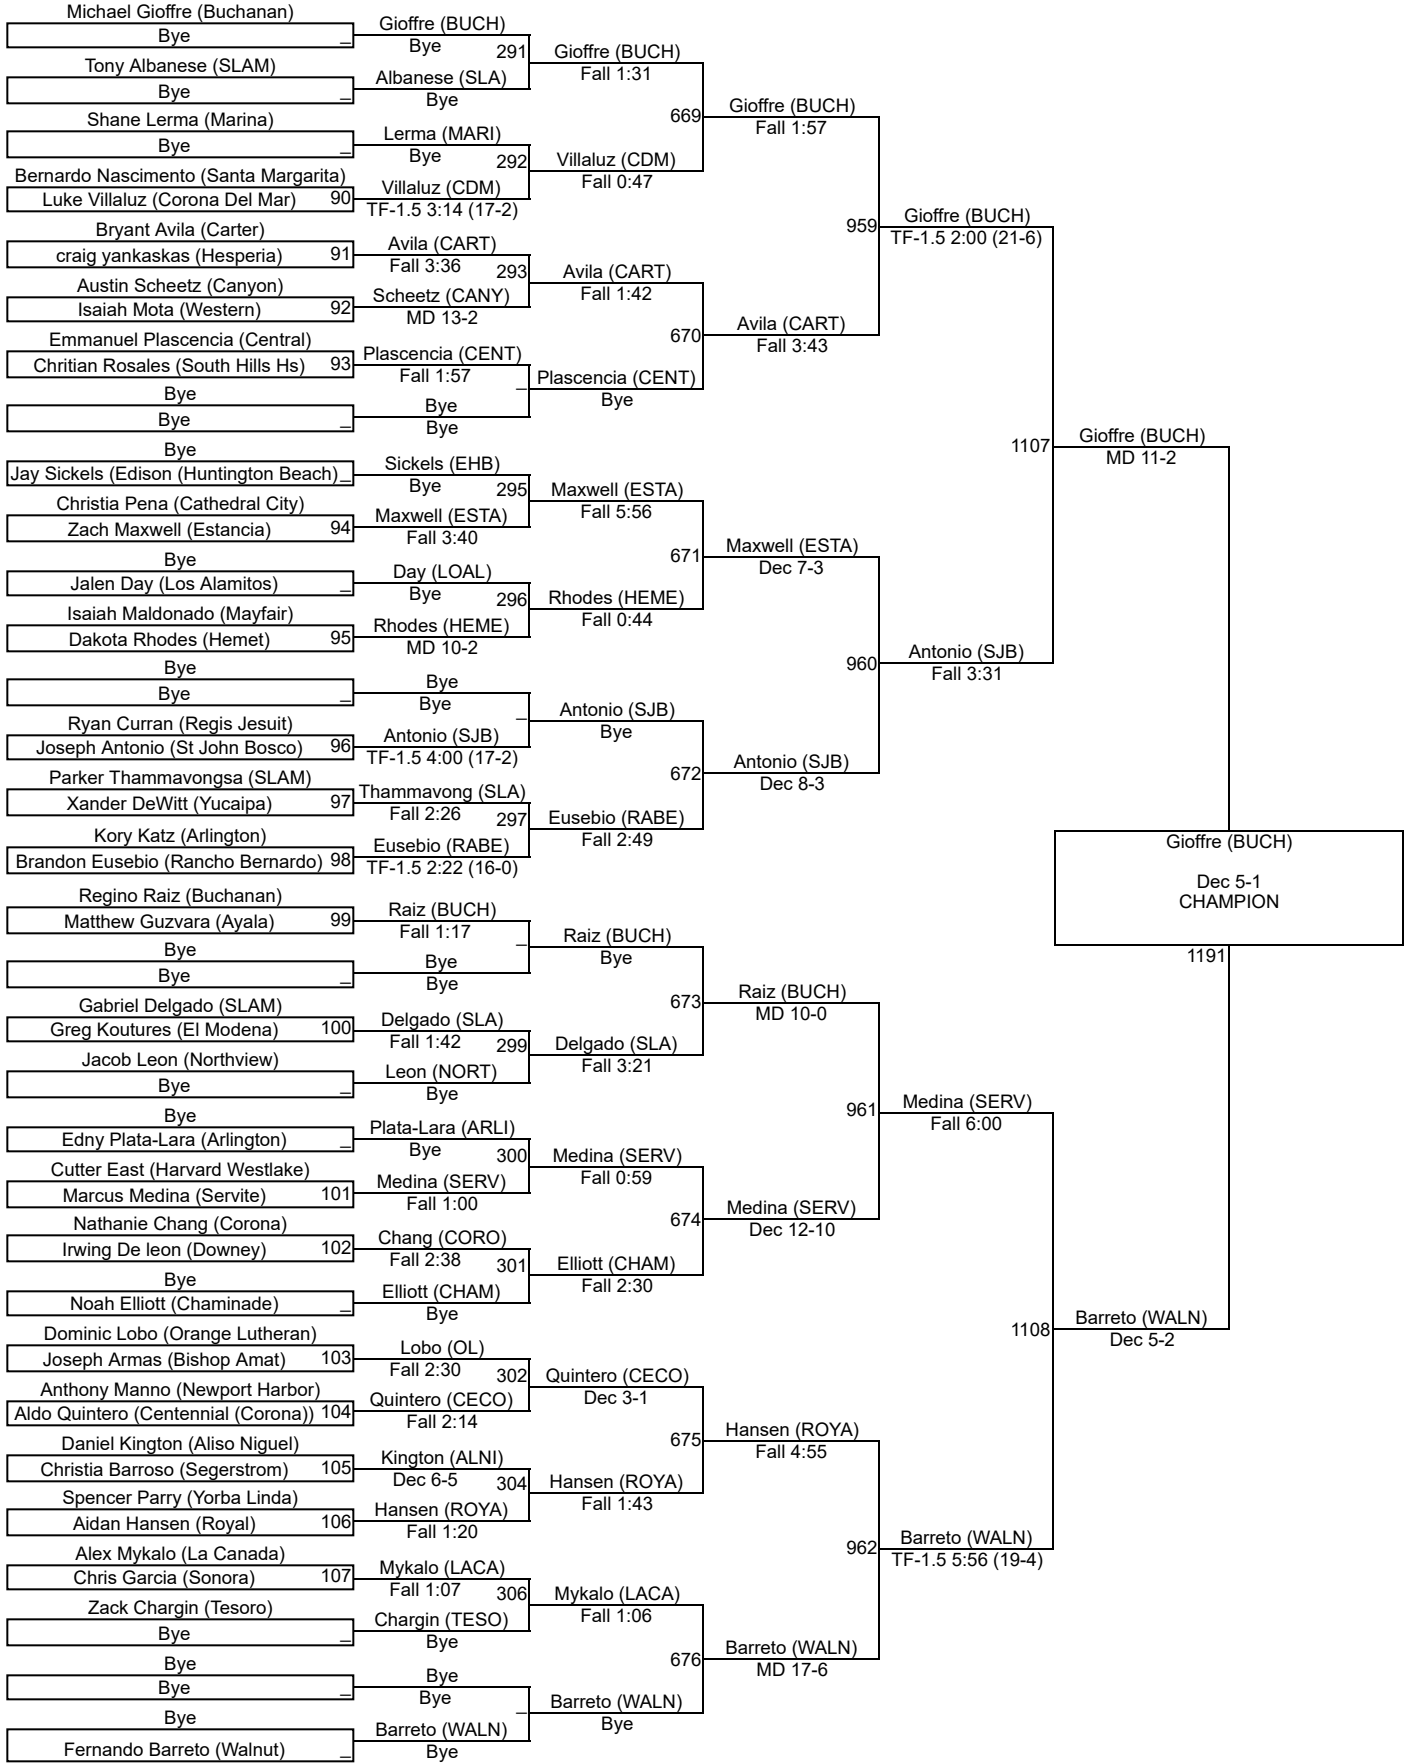 Michael Gioffre (Buchanan)
Bye _
Tony Albanese (SLAM)
Bye _
Shane Lerma (Marina)
Bye _
Bernardo Nascimento (Santa Margarita)
Luke Villaluz (Corona Del Mar) 90
Bryant Avila (Carter)
craig yankaskas (Hesperia) 91
Austin Scheetz (Canyon)
Isaiah Mota (Western) 92
Emmanuel Plascencia (Central)
Chritian Rosales (South Hills Hs) 93
Bye
Bye _
Bye
Jay Sickels (Edison (Huntington Beach) _
Christia Pena (Cathedral City)
Zach Maxwell (Estancia) 94
Bye
Jalen Day (Los Alamitos) _
Isaiah Maldonado (Mayfair)
Dakota Rhodes (Hemet) 95
Bye
Bye _
Ryan Curran (Regis Jesuit)
Joseph Antonio (St John Bosco) 96
Parker Thammavongsa (SLAM)
Xander DeWitt (Yucaipa) 97
Kory Katz (Arlington)
Brandon Eusebio (Rancho Bernardo) 98
Regino Raiz (Buchanan)
Matthew Guzvara (Ayala) 99
Bye
Bye _
Gabriel Delgado (SLAM)
Greg Koutures (El Modena) 100
Jacob Leon (Northview)
Bye _
Bye
Edny Plata-Lara (Arlington) _
Cutter East (Harvard Westlake)
Marcus Medina (Servite) 101
Nathanie Chang (Corona)
Irwing De leon (Downey) 102
Bye
Noah Elliott (Chaminade) _
Dominic Lobo (Orange Lutheran)
Joseph Armas (Bishop Amat) 103
Anthony Manno (Newport Harbor)
Aldo Quintero (Centennial (Corona)) 104
Daniel Kington (Aliso Niguel)
Christia Barroso (Segerstrom) 105
Spencer Parry (Yorba Linda)
Aidan Hansen (Royal) 106
Alex Mykalo (La Canada)
Chris Garcia (Sonora) 107
Zack Chargin (Tesoro)
Bye _
Bye
Bye _
Bye
Fernando Barreto (Walnut) _
Gioffre (BUCH)
Bye
291
Albanese (SLA)
Bye
Lerma (MARI)
Bye
292
Villaluz (CDM)
TF-1.5 3:14 (17-2)
Avila (CART)
Fall 3:36
293
Scheetz (CANY)
MD 13-2
Plascencia (CENT)
Fall 1:57
_
Bye
Bye
Sickels (EHB)
Bye
295
Maxwell (ESTA)
Fall 3:40
Day (LOAL)
Bye
296
Rhodes (HEME)
MD 10-2
Bye
Bye
_
Antonio (SJB)
TF-1.5 4:00 (17-2)
Thammavong (SLA)
Fall 2:26
297
Eusebio (RABE)
TF-1.5 2:22 (16-0)
Raiz (BUCH)
Fall 1:17
_
Bye
Bye
Delgado (SLA)
Fall 1:42
299
Leon (NORT)
Bye
Plata-Lara (ARLI)
Bye
300
Medina (SERV)
Fall 1:00
Chang (CORO)
Fall 2:38
301
Elliott (CHAM)
Bye
Lobo (OL)
Fall 2:30
302
Quintero (CECO)
Fall 2:14
Kington (ALNI)
Dec 6-5
304
Hansen (ROYA)
Fall 1:20
Mykalo (LACA)
Fall 1:07
306
Chargin (TESO)
Bye
Bye
Bye
_
Barreto (WALN)
Bye
Gioffre (BUCH)
Fall 1:31
669
Villaluz (CDM)
Fall 0:47
Avila (CART)
Fall 1:42
670
Plascencia (CENT)
Bye
Maxwell (ESTA)
Fall 5:56
671
Rhodes (HEME)
Fall 0:44
Antonio (SJB)
Bye
672
Eusebio (RABE)
Fall 2:49
Raiz (BUCH)
Bye
673
Delgado (SLA)
Fall 3:21
Medina (SERV)
Fall 0:59
674
Elliott (CHAM)
Fall 2:30
Quintero (CECO)
Dec 3-1
675
Hansen (ROYA)
Fall 1:43
Mykalo (LACA)
Fall 1:06
676
Barreto (WALN)
Bye
Gioffre (BUCH)
Fall 1:57
959
Avila (CART)
Fall 3:43
Maxwell (ESTA)
Dec 7-3
960
Antonio (SJB)
Dec 8-3
Raiz (BUCH)
MD 10-0
961
Medina (SERV)
Dec 12-10
Hansen (ROYA)
Fall 4:55
962
Barreto (WALN)
MD 17-6
Gioffre (BUCH)
TF-1.5 2:00 (21-6)
1107
Antonio (SJB)
Fall 3:31
Medina (SERV)
Fall 6:00
1108
Barreto (WALN)
TF-1.5 5:56 (19-4)
Gioffre (BUCH)
MD 11-2
Gioffre (BUCH)
Dec 5-1
CHAMPION
1191
Barreto (WALN)
Dec 5-2